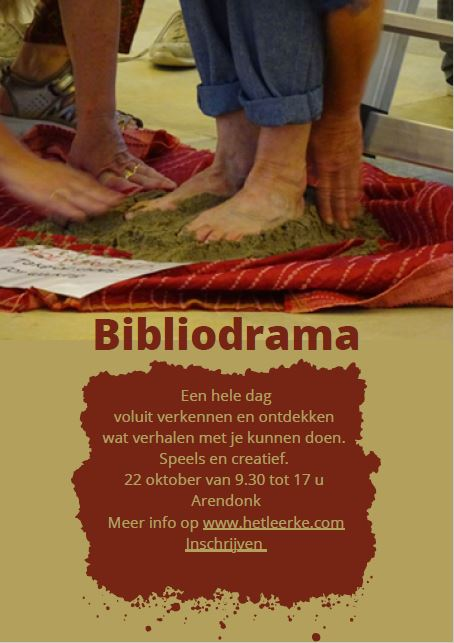 Bibliodrama
Een hele dag
voluit verkennen en ontdekken
wat verhalen met je kunnen doen.
Speels en creatief.
22 oktober van 9.30 tot 17 u
Arendonk
Meer info op www.hetleerke.com
Inschrijven